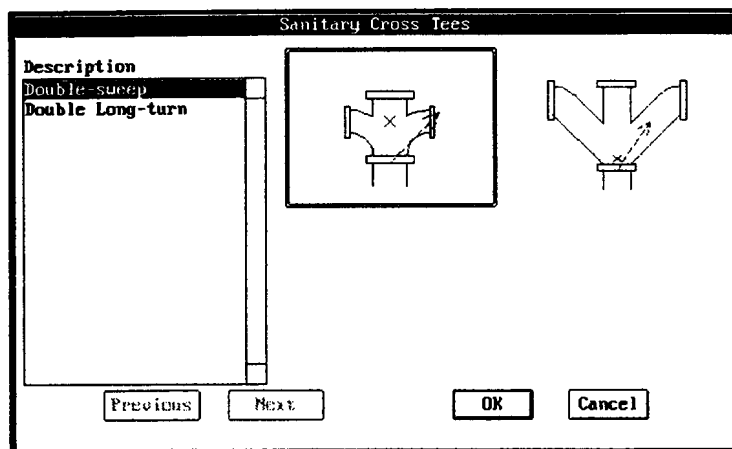 Sanitary Cross Tees
Description
Double-sweep
Double Long-turn
Previous
Next
OK
Cancel